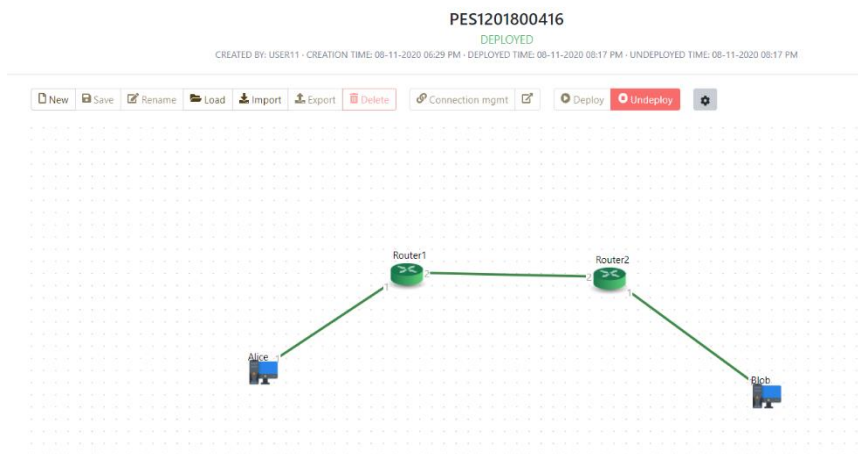 PES1201800416
DEPLOYED
CREATED BY: USER11 - CREATION TIME: 08-11-2020 06:29 PM - DEPLOYED TIME: 08-11-2020 08:17 PM - UNDEPLOYED TIME: 08-11-2020 08:17 PM
New Save Rename Load Import Export Delete Connection mgmt Deploy Undeploy
Router1
Router2
2
2
1
1
Alice 1
Blob